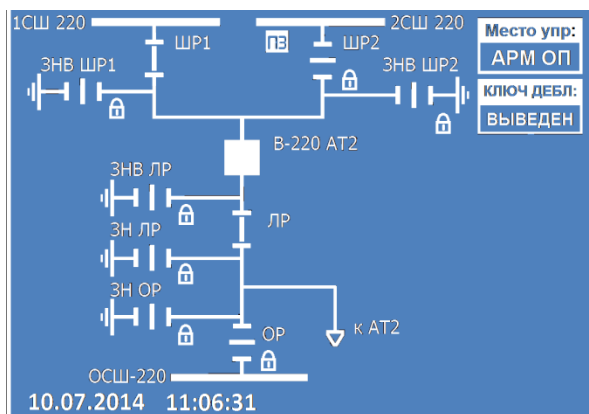 1СШ 220
2СШ 220
Место упр:
АРМ ОП
ПЗ
ШР1
ШР2
ЗНВ ШР1
ЗНВ ШР2
КЛЮЧ ДЕБЛ:
ВЫВЕДЕН
В-220 АТ2
ЗНВ ЛР
ЛР
ЗН ЛР
ЗН ОР
ОР
к АТ2
ОСШ-220
10.07.2014 11:06:31